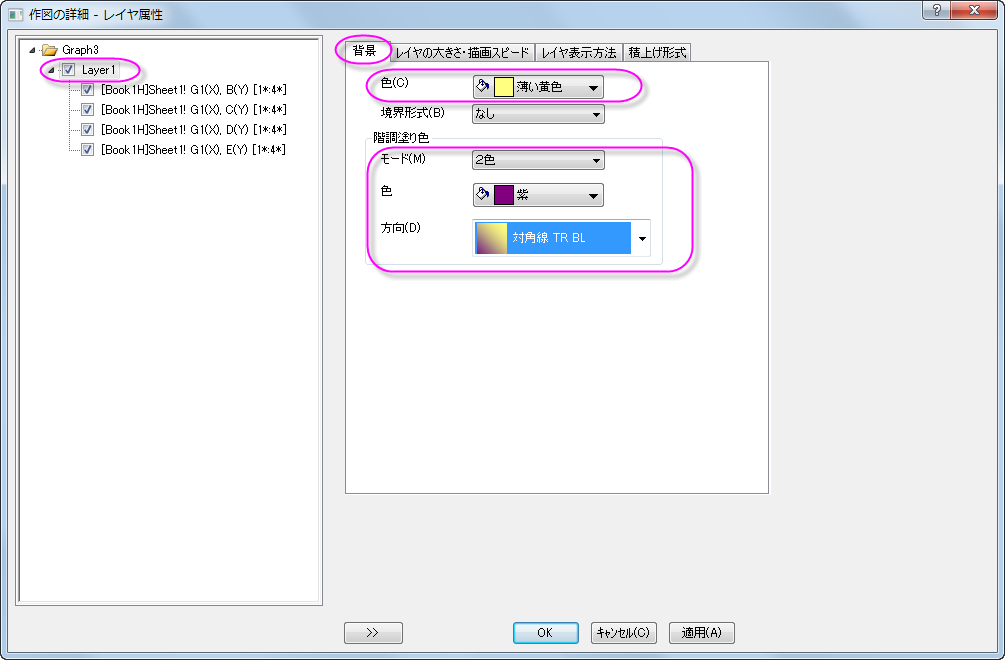 作図の詳細 - レイヤ属性
Graph3
Layer1
[Book1H]Sheet1! G1(X), B(Y) [1*:4*]
[Book1H]Sheet1! G1(X), C(Y) [1*:4*]
[Book1H]Sheet1! G1(X), D(Y) [1*:4*]
[Book1H]Sheet1! G1(X), E(Y) [1*:4*]
背景 レイヤの大きさ・描画スピード レイヤ表示方法 積上げ形式
色(C) 薄い黄色
境界形式(B) なし
階調塗り色
モード(M) 2色
色 紫
方向(D) 対角線 TR BL
>> OK キャンセル(C) 適用(A)